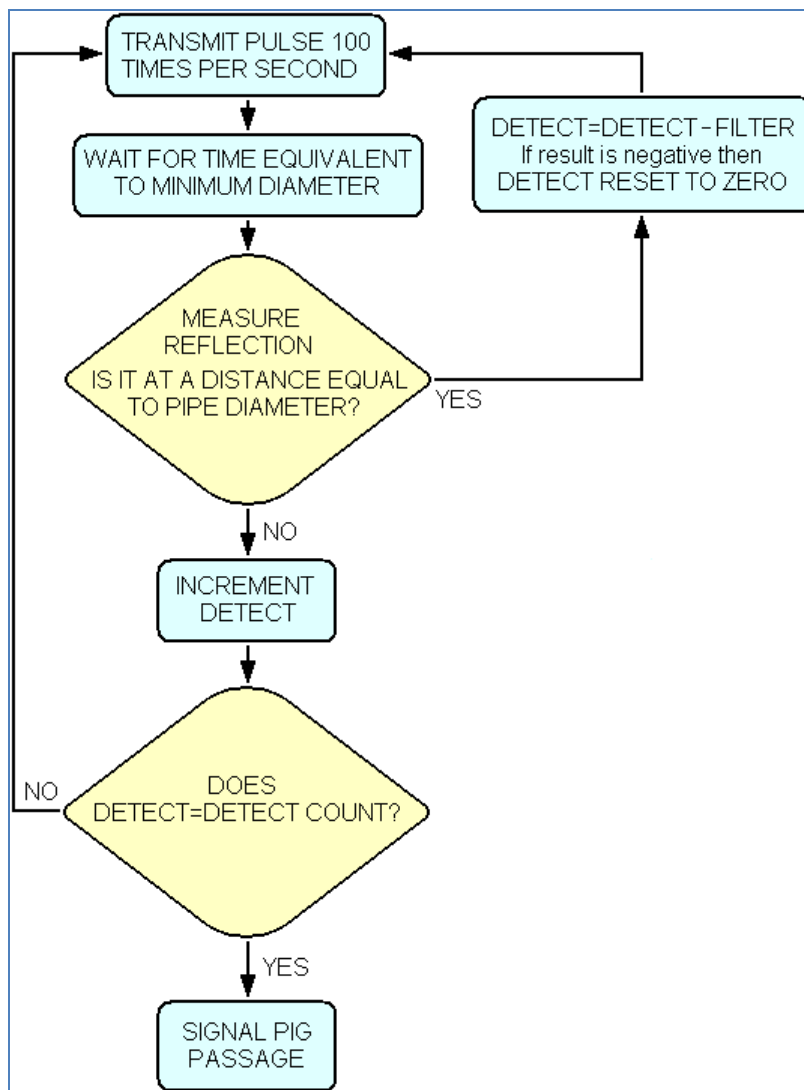 TRANSMIT PULSE 100
TIMES PER SECOND
WAIT FOR TIME EQUIVALENT
TO MINIMUM DIAMETER
DETECT=DETECT-FILTER
If result is negative then
DETECT RESET TO ZERO
MEASURE
REFLECTION
IS IT AT A DISTANCE EQUAL
TO PIPE DIAMETER?
YES
NO
INCREMENT
DETECT
DOES
DETECT=DETECT COUNT?
NO
YES
SIGNAL PIG
PASSAGE